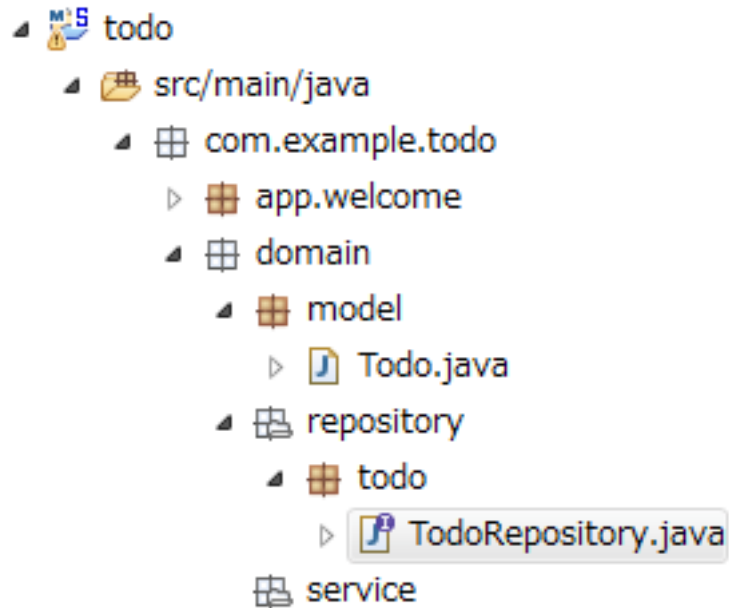 todo
src/main/java
com.example.todo
app.welcome
domain
model
Todo.java
repository
todo
TodoRepository.java
service